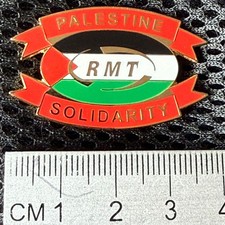 PALESTINE
RMT
SOLIDARITY
CM 1 2 3 4